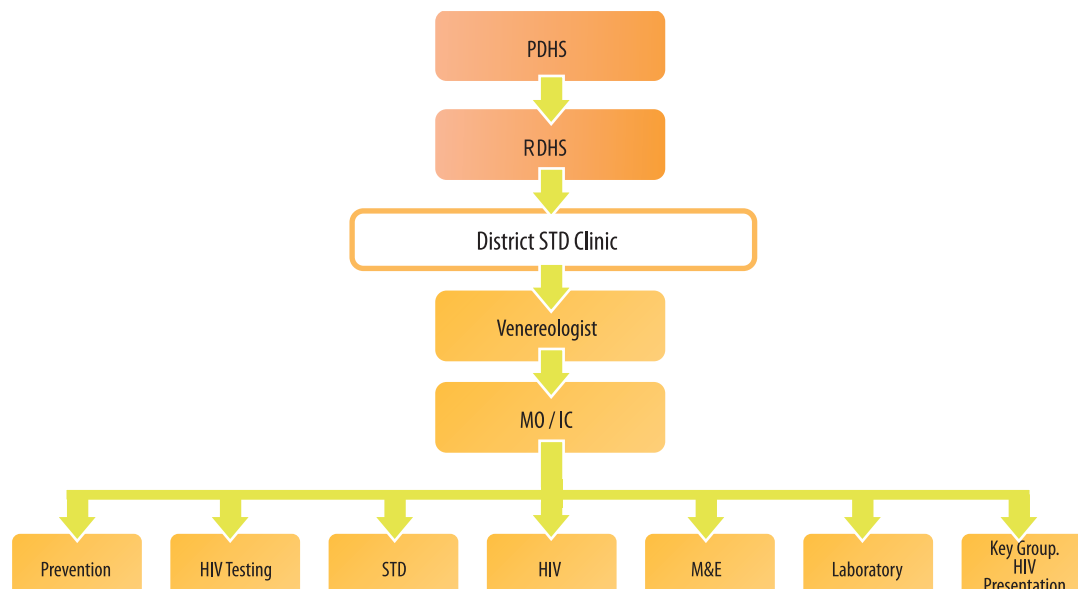 PDHS
RDHS
District STD Clinic
Venereologist
MO / IC
Prevention
HIV Testing
STD
HIV
M&E
Laboratory
Key Group.
HIV
Presentation